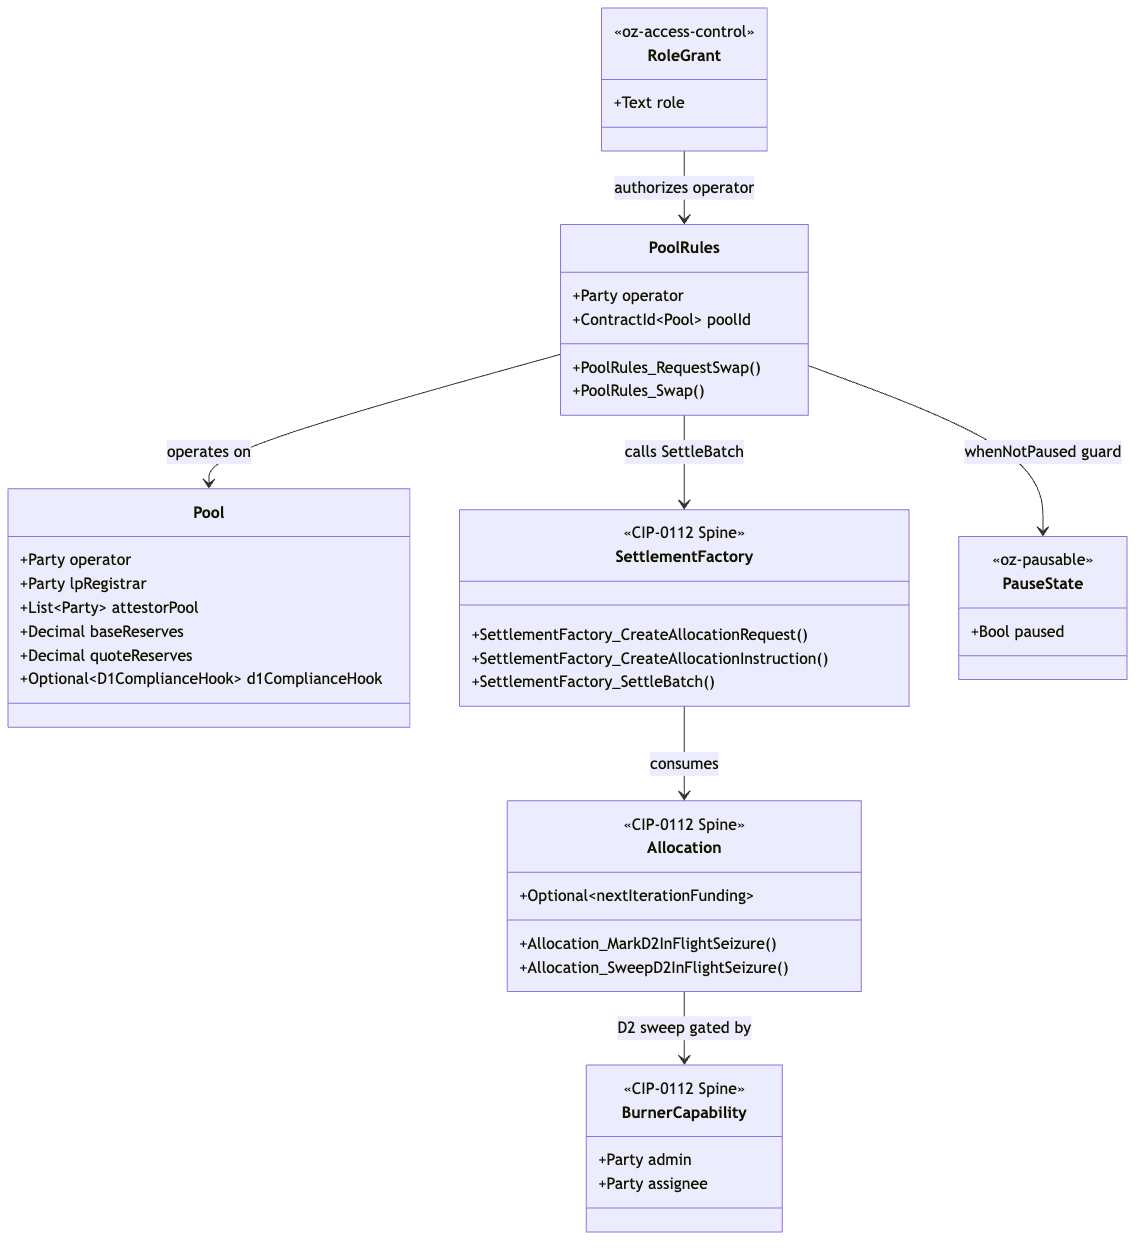 «oz-access-control»
RoleGrant
+Text role
authorizes operator
PoolRules
+Party operator
+ContractId<Pool> poolId
+PoolRules_RequestSwap()
+PoolRules_Swap()
operates on
calls SettleBatch
whenNotPaused guard
Pool
+Party operator
+Party lpRegistrar
+List<Party> attestorPool
+Decimal baseReserves
+Decimal quoteReserves
+Optional<D1ComplianceHook> d1ComplianceHook
«CIP-0112 Spine»
SettlementFactory
+SettlementFactory_CreateAllocationRequest()
+SettlementFactory_CreateAllocationInstruction()
+SettlementFactory_SettleBatch()
«oz-pausable»
PauseState
+Bool paused
consumes
«CIP-0112 Spine»
Allocation
+Optional<nextIterationFunding>
+Allocation_MarkD2InFlightSeizure()
+Allocation_SweepD2InFlightSeizure()
D2 sweep gated by
«CIP-0112 Spine»
BurnerCapability
+Party admin
+Party assignee